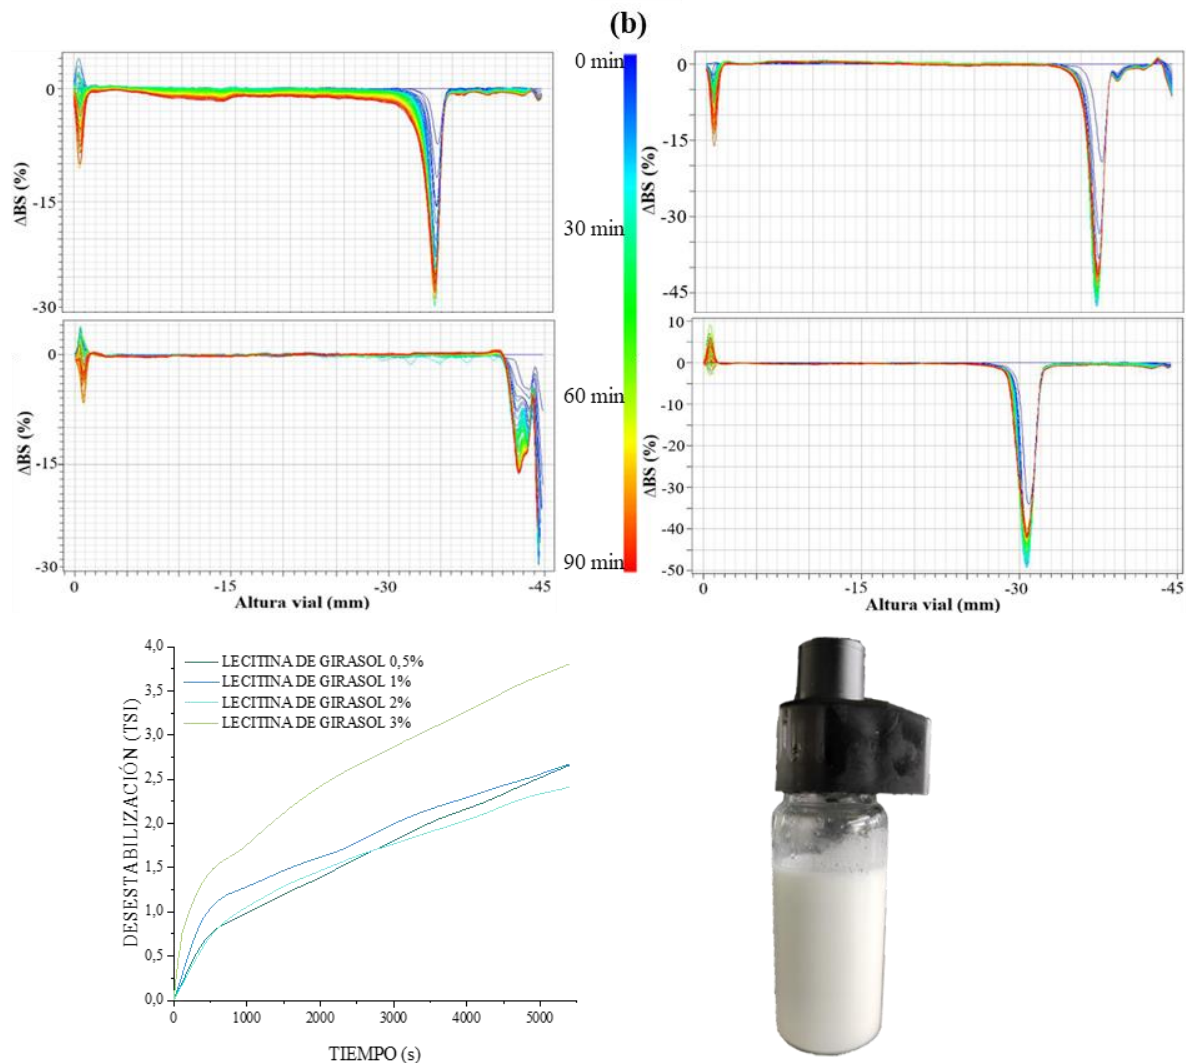 (b)
0
-15
-30
ΔBS (%)
0
-15
-30
ΔBS (%)
0
-15
-30
-45
Altura vial (mm)
0 min
30 min
60 min
90 min
0
-15
-30
-45
ΔBS (%)
10
0
-10
-20
-30
-40
-50
ΔBS (%)
0
-15
-30
-45
Altura vial (mm)
4,0
3,5
3,0
2,5
2,0
1,5
1,0
0,5
0,0
DESESTABILIZACIÓN (TSI)
LECITINA DE GIRASOL 0,5%
LECITINA DE GIRASOL 1%
LECITINA DE GIRASOL 2%
LECITINA DE GIRASOL 3%
0
1000
2000
3000
4000
5000
TIEMPO (s)